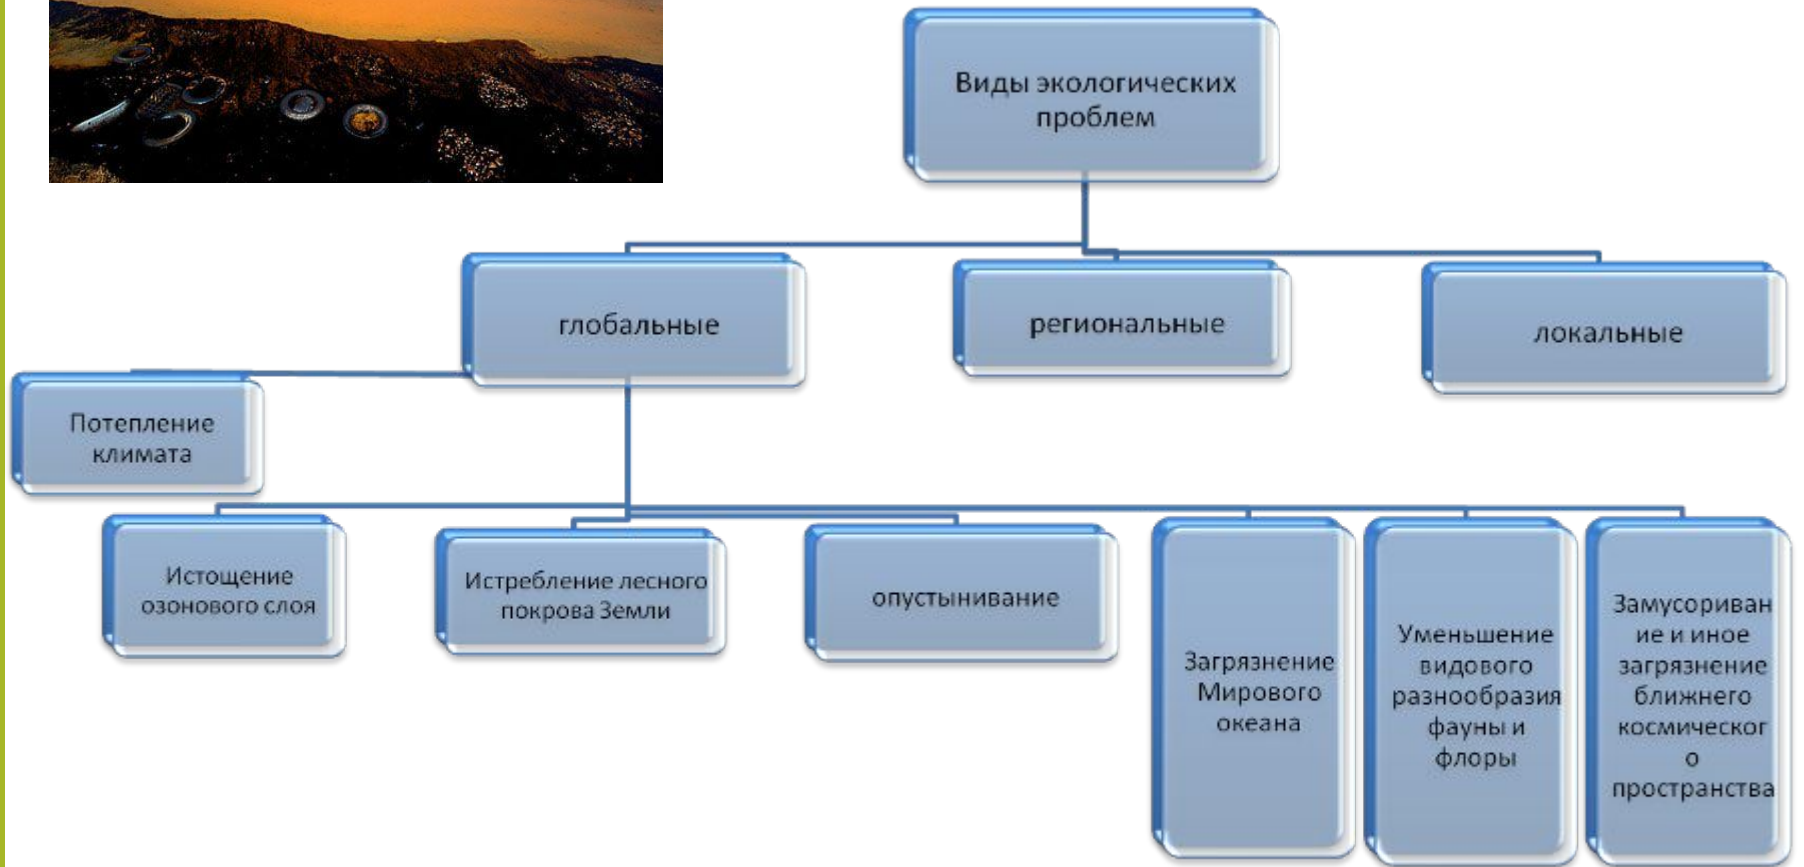 Виды экологических
проблем
глобальные
региональные
локальные
Потепление
климата
Истощение
озонового слоя
Истребление лесного
покрова Земли
опустынивание
Загрязнение
Мирового
океана
Уменьшение
видового
разнообразия
фауны и
флоры
Замусориван
ие и иное
загрязнение
ближнего
космическог
о
пространства